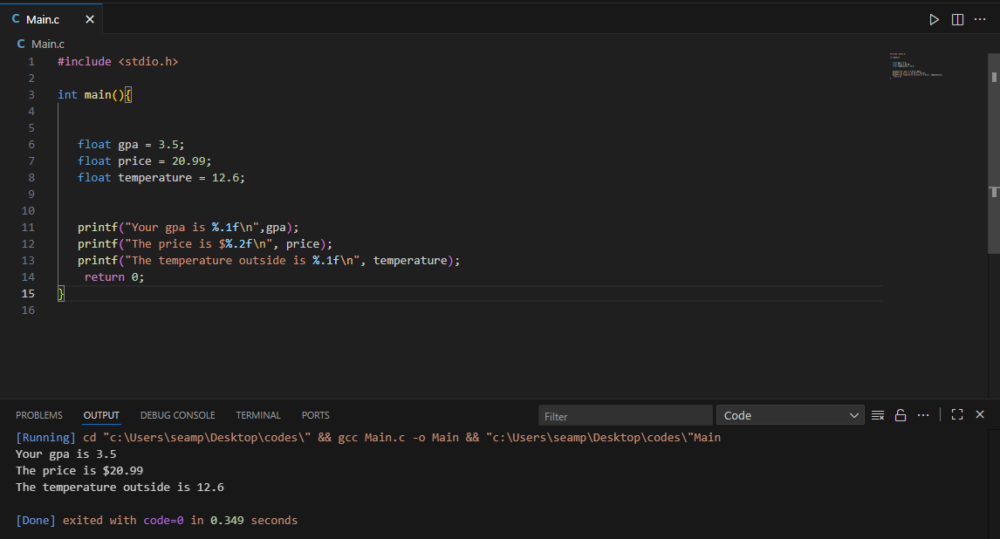 C Main.c
C Main.c
1 #include <stdio.h>
2
3 int main(){
4
5
6 float gpa = 3.5;
7 float price = 20.99;
8 float temperature = 12.6;
9
10
11 printf("Your gpa is %.1f\n",gpa);
12 printf("The price is $%.2f\n", price);
13 printf("The temperature outside is %.1f\n", temperature);
14 return 0;
15 }
16
PROBLEMS OUTPUT DEBUG CONSOLE TERMINAL PORTS Filter Code
[Running] cd "c:\Users\seamp\Desktop\codes\" && gcc Main.c -o Main && "c:\Users\seamp\Desktop\codes\"Main
Your gpa is 3.5
The price is $20.99
The temperature outside is 12.6
[Done] exited with code=0 in 0.349 seconds